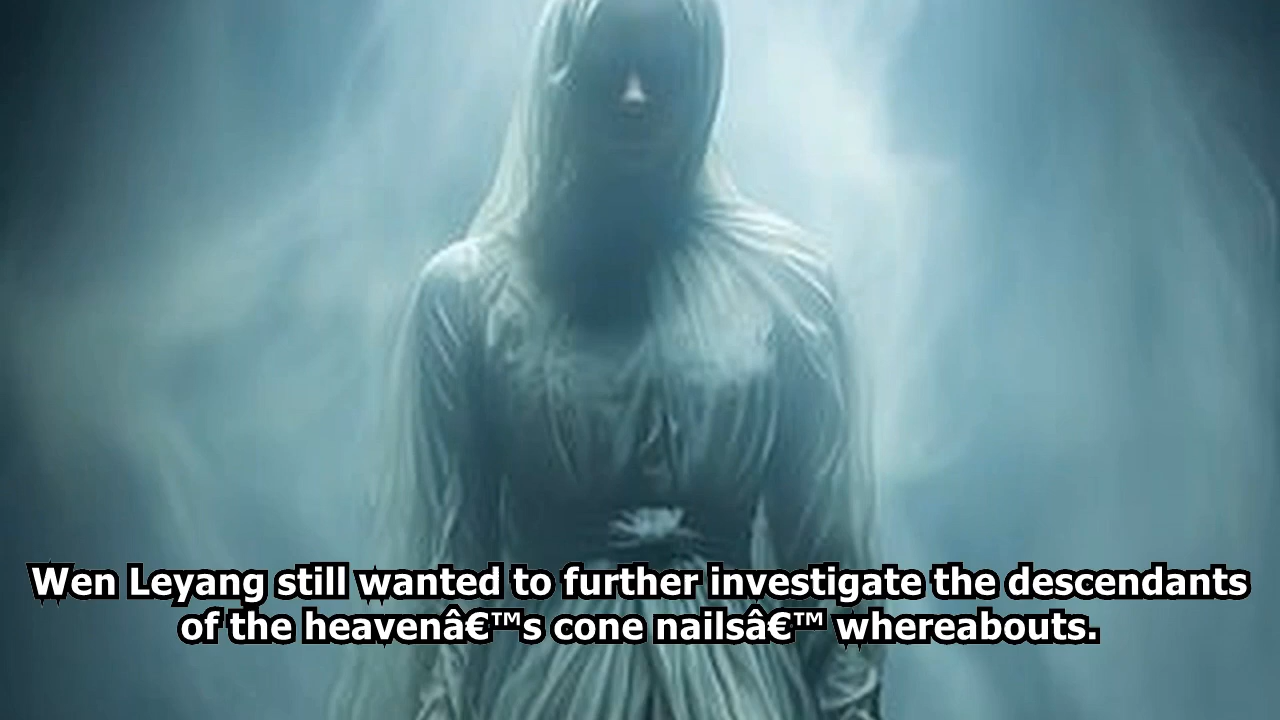 Wen Leyang still wanted to further investigate the descendants
of the heavenâ€™s cone nailsâ€™ whereabouts.